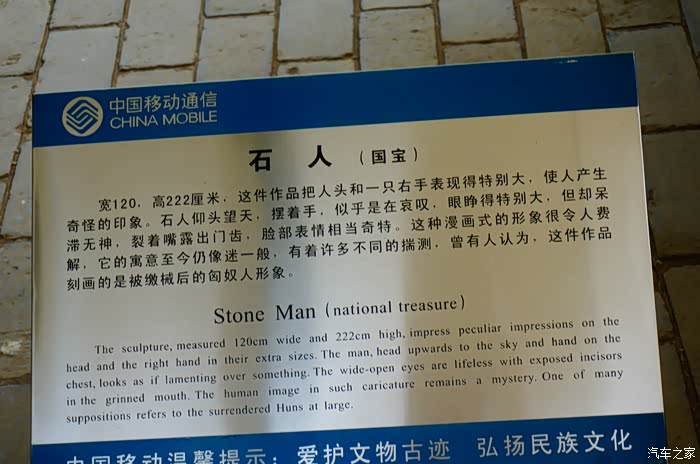 中国移动通信
CHINA MOBILE
石 人 (国宝)
宽120，高222厘米，这件作品把人头和一只右手表现得特别大，使人产生
奇怪的印象。石人仰头望天，摆着手，似乎是在哀叹，眼睁得特别大，但却呆
滞无神，裂着嘴露出门齿，脸部表情相当奇特。这种漫画式的形象很令人费
解，它的寓意至今仍像迷一般，有着许多不同的揣测，曾有人认为，这件作品
刻画的是被缴械后的匈奴人形象。
Stone Man (national treasure)
The sculpture, measured 120cm wide and 222cm high, impress peculiar impressions on the
head and the right hand in their extra sizes. The man, head upwards to the sky and hand on the
chest, looks as if lamenting over something. The wide-open eyes are lifeless with exposed incisors
in the grinned mouth. The human image in such caricature remains a mystery. One of many
suppositions refers to the surrendered Huns at large.
中国移动温馨提示：爱护文物古迹 弘扬民族文化
汽车之家